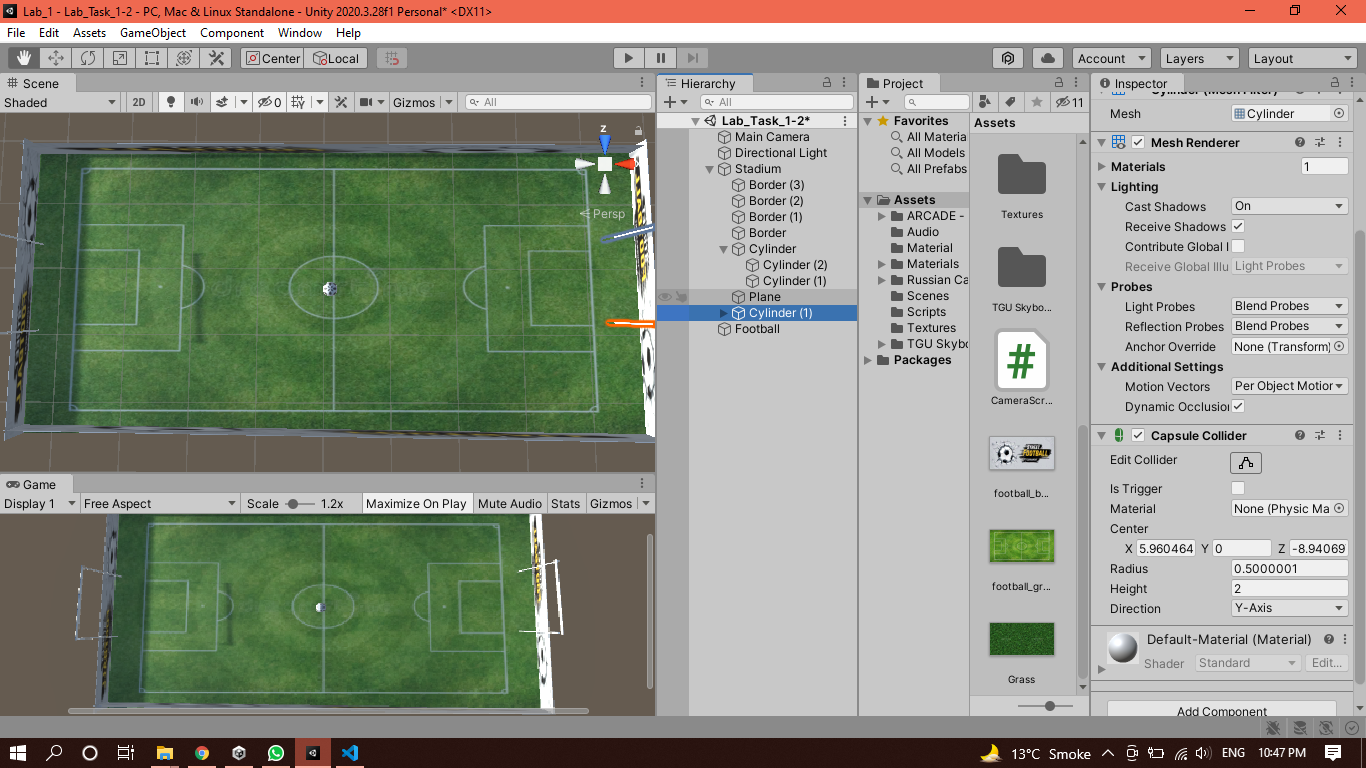 Lab_1 - Lab_Task_1-2 - PC, Mac & Linux Standalone - Unity 2020.3.28f1 Personal* <DX11>
File Edit Assets GameObject Component Window Help
Center Local Account Layers Layout
Scene
Shaded 2D 0 Gizmos All
z
Persp
Game
Display 1 Free Aspect Scale 1.2x Maximize On Play Mute Audio Stats Gizmos
Hierarchy
All
Lab_Task_1-2*
Main Camera
Directional Light
Stadium
Border (3)
Border (2)
Border (1)
Border
Cylinder
Cylinder (2)
Cylinder (1)
Plane
Cylinder (1)
Football
Project
11
Favorites
All Materia
All Models
All Prefabs
Assets
ARCADE -
Audio
Material
Materials
Russian Ca
Scenes
Scripts
Textures
TGU Skybo
Packages
Assets
Textures
TGU Skybo...
#
CameraScr...
FOOTBALL
football_b...
football_gr...
Grass
Inspector
Cylinder (Mesh Filter)
Mesh Cylinder
Mesh Renderer
Materials 1
Lighting
Cast Shadows On
Receive Shadows
Contribute Global I
Receive Global Illu Light Probes
Probes
Light Probes Blend Probes
Reflection Probes Blend Probes
Anchor Override None (Transform)
Additional Settings
Motion Vectors Per Object Motior
Dynamic Occlusion
Capsule Collider
Edit Collider
Is Trigger
Material None (Physic Ma
Center
X 5.960464 Y 0 Z -8.94069
Radius 0.5000001
Height 2
Direction Y-Axis
Default-Material (Material)
Shader Standard Edit...
Add Component
13°C Smoke ENG 10:47 PM